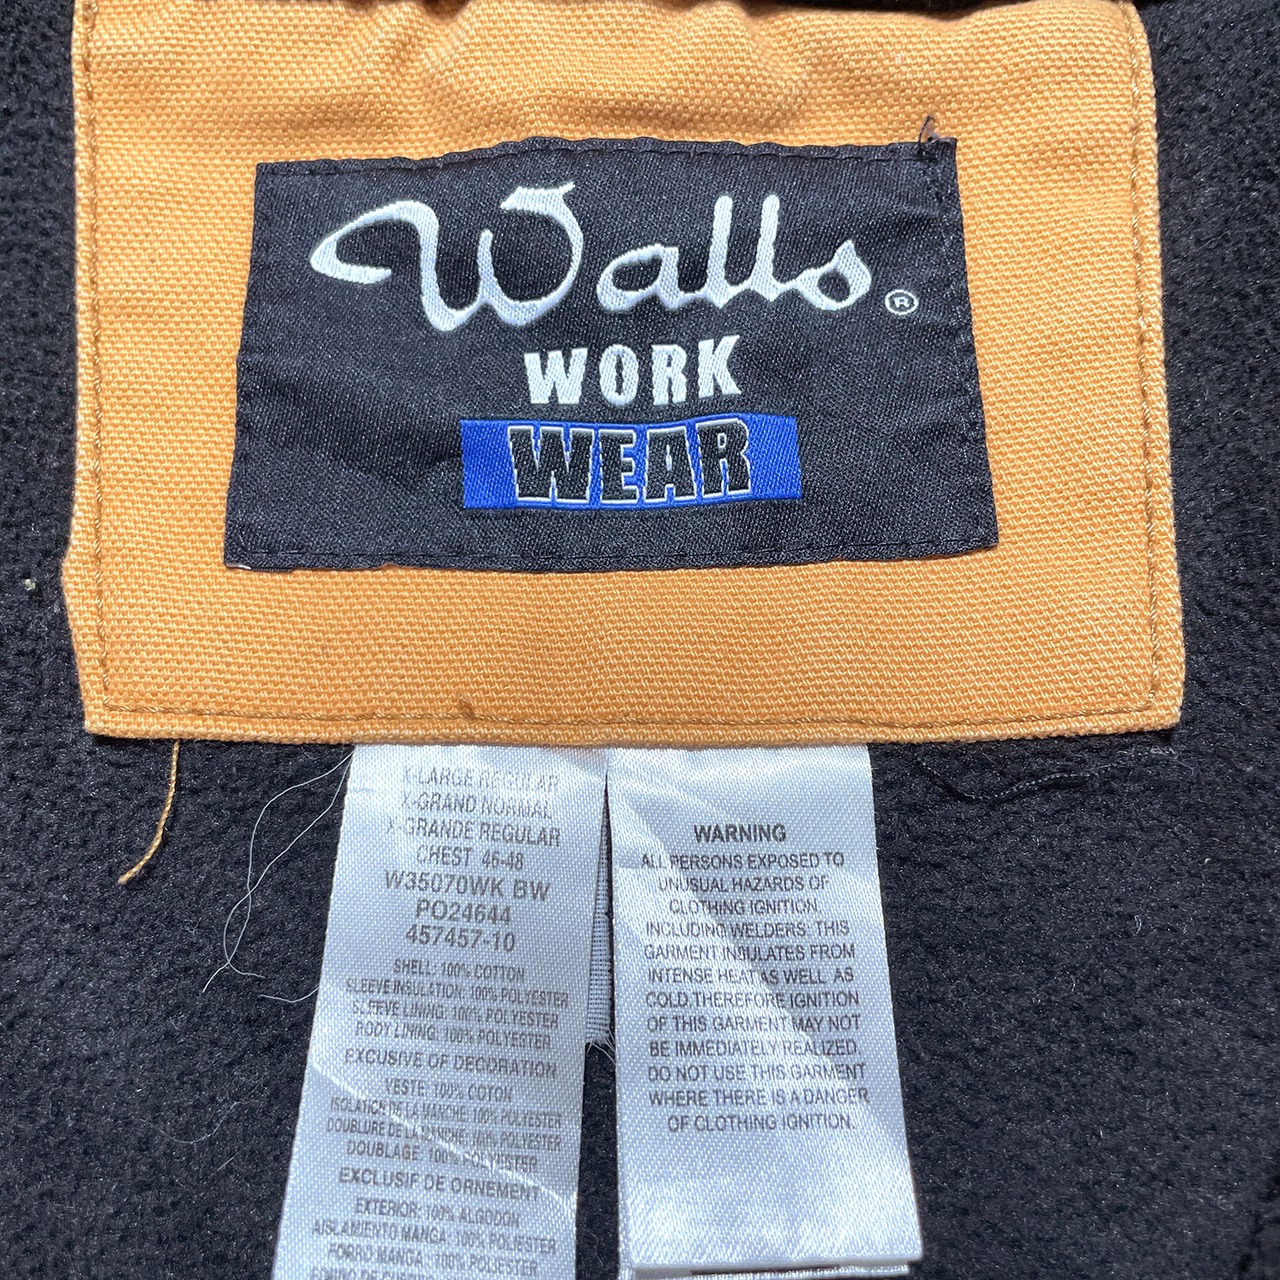 Walls®
WORK
WEAR
X-LARGE REGULAR
X-GRAND NORMAL
X-GRANDE REGULAR
CHEST 46-48
W35070WK BW
PO24644
457457-10
SHELL: 100% COTTON
SLEEVE INSULATION: 100% POLYESTER
SLEEVE LINING: 100% POLYESTER
BODY LINING: 100% POLYESTER
EXCLUSIVE OF DECORATION
VESTE: 100% COTON
ISOLATION DE LA MANCHE: 100% POLYESTER
DOUBLURE DE LA MANCHE: 100% POLYESTER
DOUBLAGE: 100% POLYESTER
EXCLUSIF DE ORNEMENT
EXTERIOR: 100% ALGODON
AISLAMIENTO MANGA: 100% POLYESTER
FORRO MANGA: 100% POLYESTER
WARNING
ALL PERSONS EXPOSED TO
UNUSUAL HAZARDS OF
CLOTHING IGNITION
INCLUDING WELDERS THIS
GARMENT INSULATES FROM
INTENSE HEAT AS WELL AS
COLD.THEREFORE IGNITION
OF THIS GARMENT MAY NOT
BE IMMEDIATELY REALIZED.
DO NOT USE THIS GARMENT
WHERE THERE IS A DANGER
OF CLOTHING IGNITION.